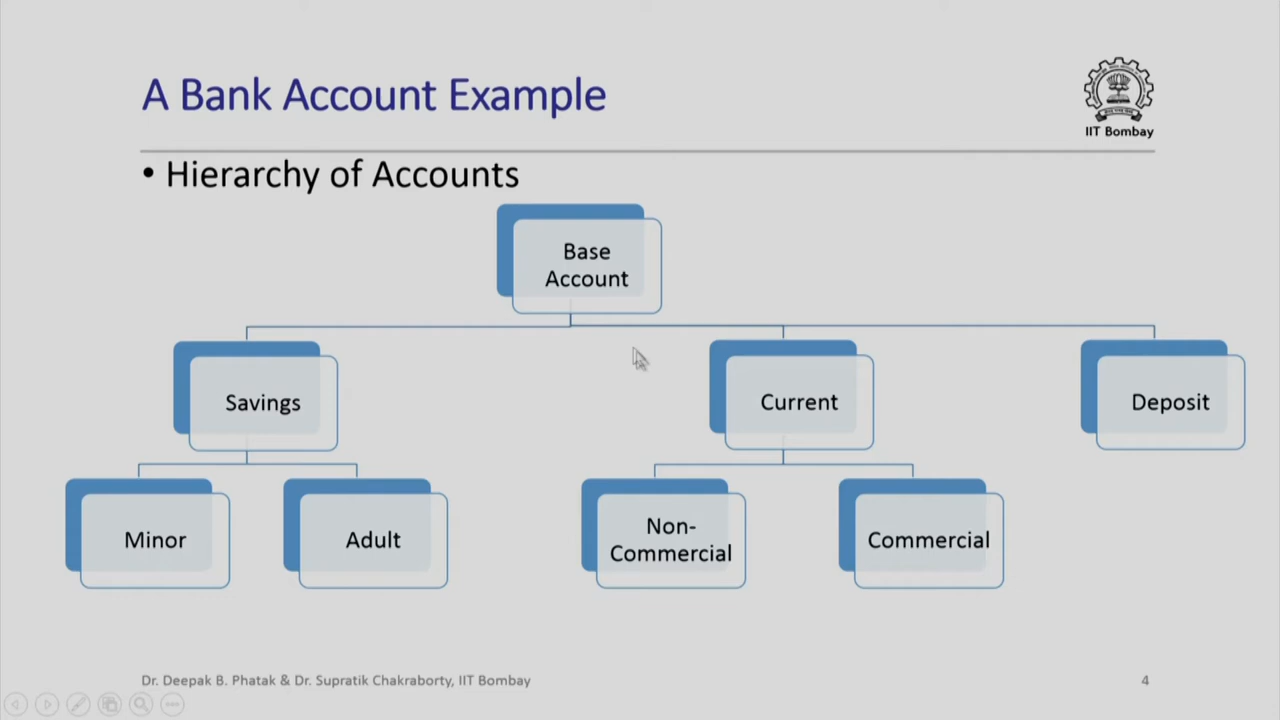 A Bank Account Example
IIT Bombay
• Hierarchy of Accounts
Base
Account
Savings
Current
Deposit
Minor
Adult
Non-
Commercial
Commercial
Dr. Deepak B. Phatak & Dr. Supratik Chakraborty, IIT Bombay
4